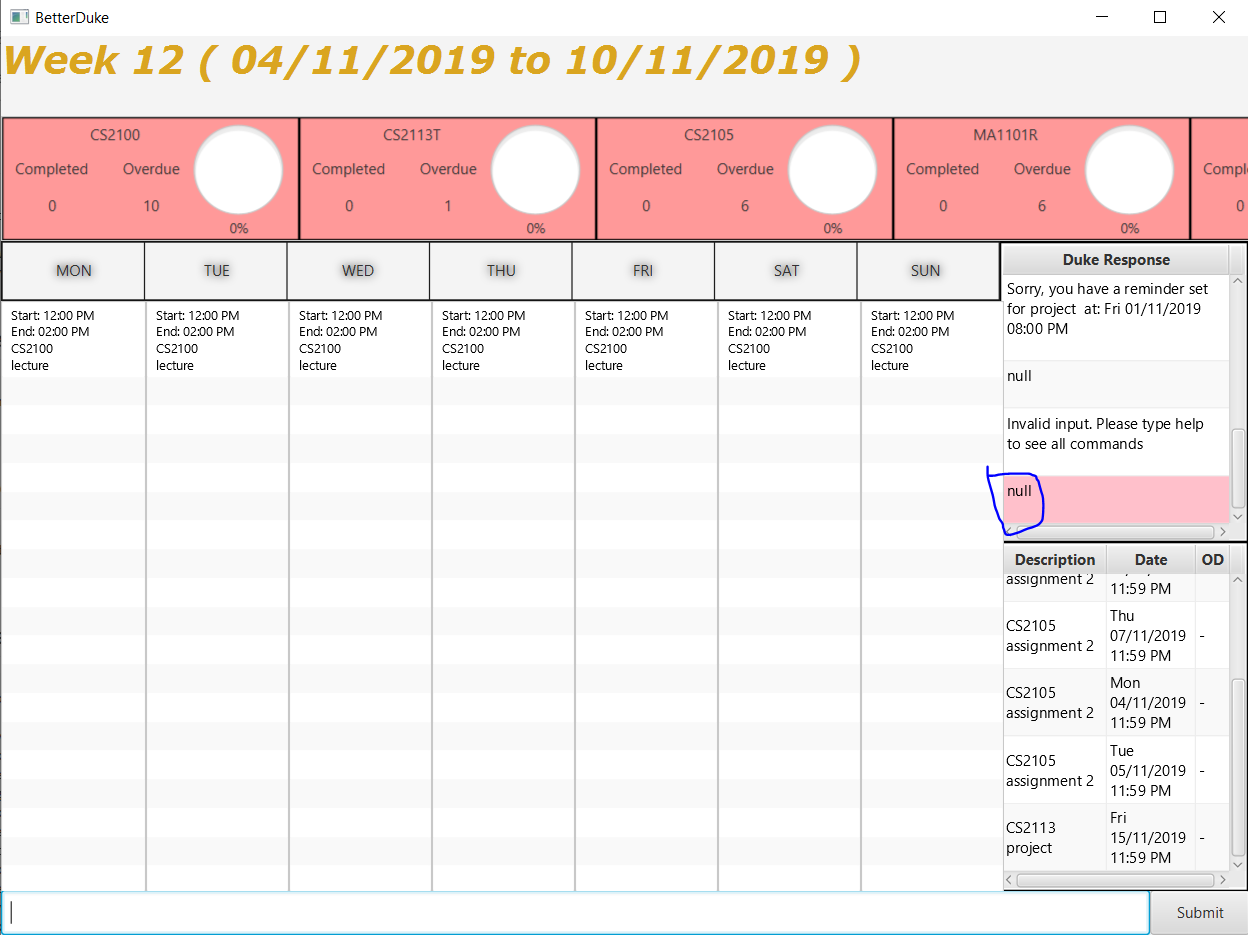 BetterDuke
Week 12 ( 04/11/2019 to 10/11/2019 )
CS2100
Completed Overdue
0 10
0%
CS2113T
Completed Overdue
0 1
0%
CS2105
Completed Overdue
0 6
0%
MA1101R
Completed Overdue
0 6
0%
Compl
0
MON TUE WED THU FRI SAT SUN
Start: 12:00 PM
End: 02:00 PM
CS2100
lecture
Start: 12:00 PM
End: 02:00 PM
CS2100
lecture
Start: 12:00 PM
End: 02:00 PM
CS2100
lecture
Start: 12:00 PM
End: 02:00 PM
CS2100
lecture
Start: 12:00 PM
End: 02:00 PM
CS2100
lecture
Start: 12:00 PM
End: 02:00 PM
CS2100
lecture
Start: 12:00 PM
End: 02:00 PM
CS2100
lecture
Duke Response
Sorry, you have a reminder set
for project  at: Fri 01/11/2019
08:00 PM
null
Invalid input. Please type help
to see all commands
null
Description Date OD
assignment 2
11:59 PM
CS2105
assignment 2
Thu
07/11/2019
11:59 PM
-
CS2105
assignment 2
Mon
04/11/2019
11:59 PM
-
CS2105
assignment 2
Tue
05/11/2019
11:59 PM
-
CS2113
project
Fri
15/11/2019
11:59 PM
-
Submit